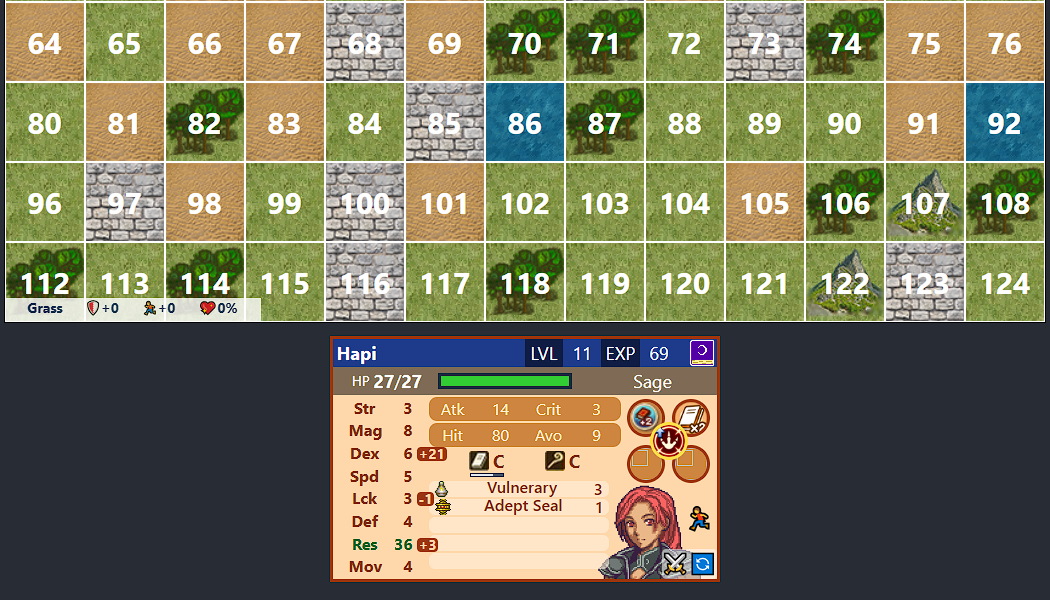 64 65 66 67 68 69 70 71 72 73 74 75 76
80 81 82 83 84 85 86 87 88 89 90 91 92
96 97 98 99 100 101 102 103 104 105 106 107 108
112 113 114 115 116 117 118 119 120 121 122 123 124
Grass +0 +0 0%
Hapi LVL 11 EXP 69
HP 27/27 Sage
Str 3 Atk 14 Crit 3
Mag 8 Hit 80 Avo 9
Dex 6 +21 C C
Spd 5 Vulnerary 3
Lck 3 -1 Adept Seal 1
Def 4
Res 36 +3
Mov 4
+2
x2